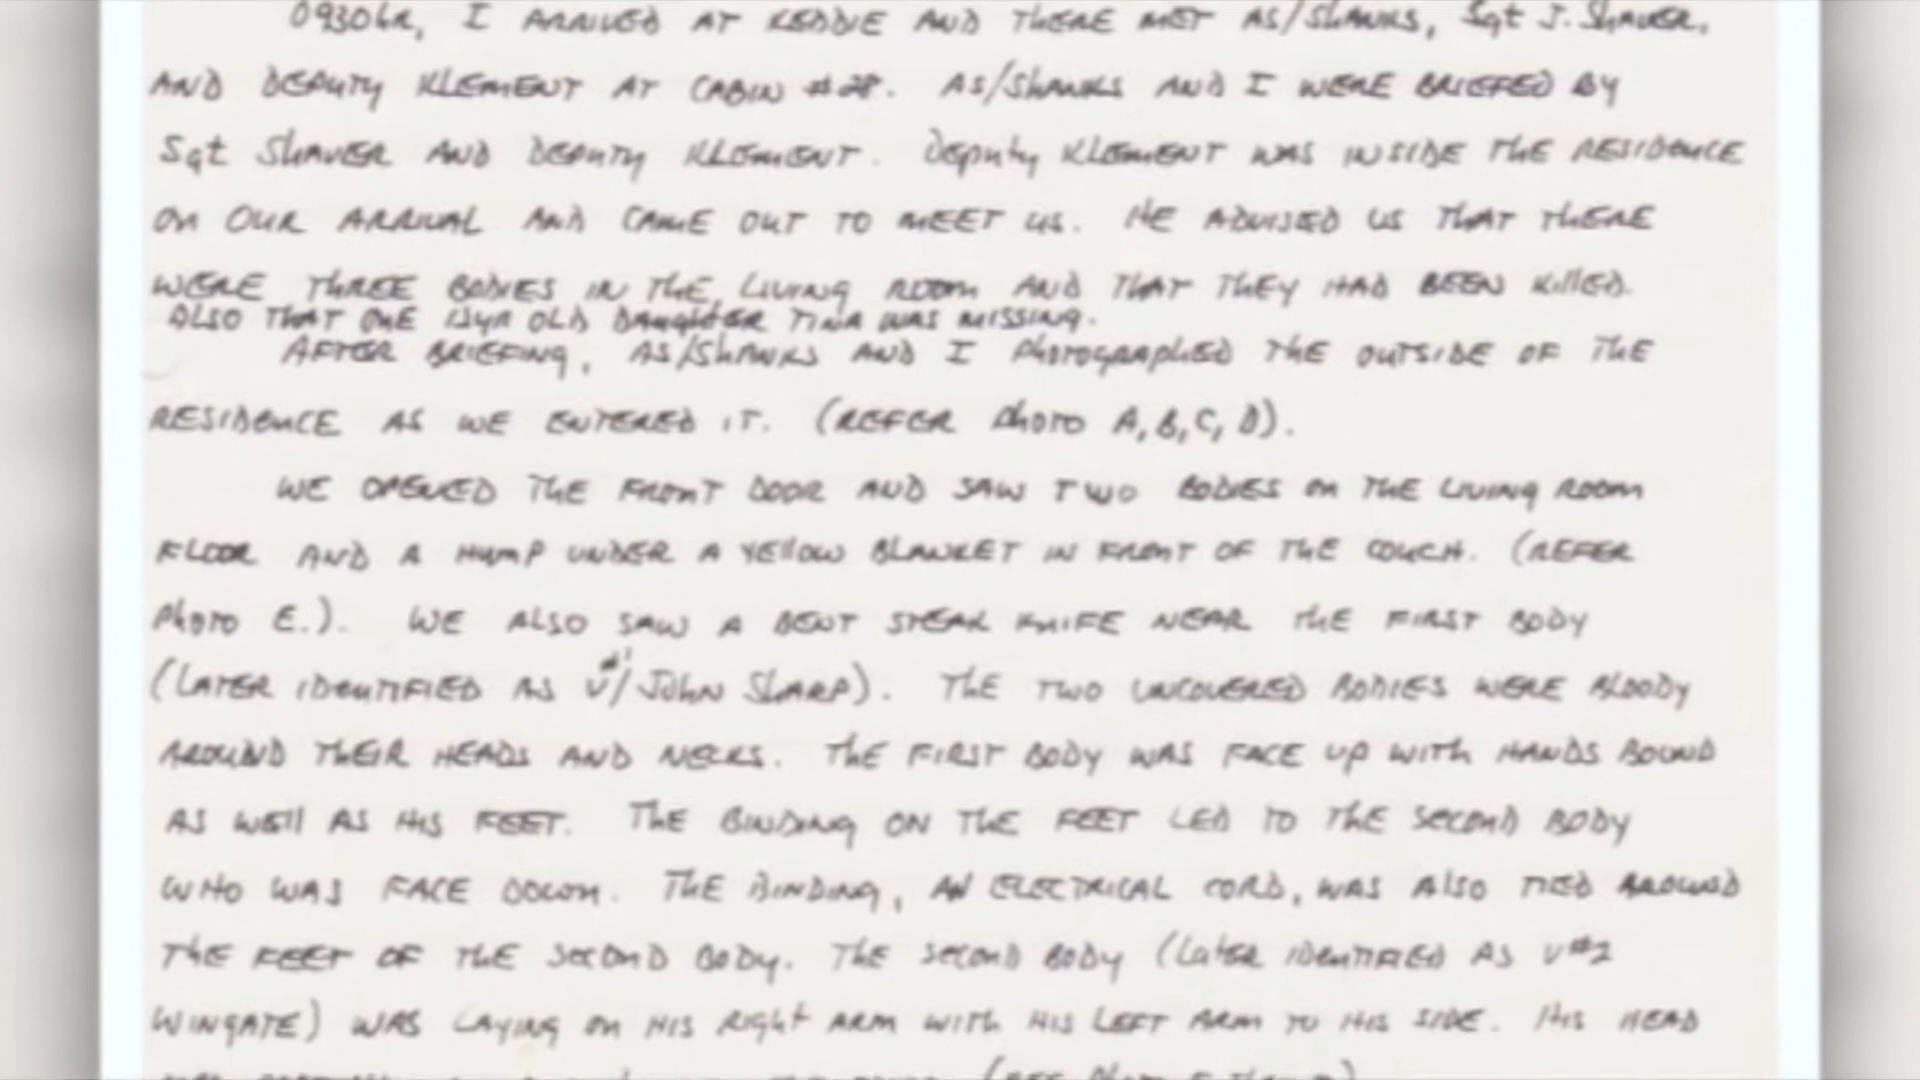 0930hr, I ARRIVED AT KEDDIE AND THERE MET AS/SHANKS, Sgt J. SHAVER,
AND DEPUTY KLEMENT AT CABIN #28. AS/SHANKS AND I WERE BRIEFED BY
Sgt SHAVER AND DEPUTY KLEMENT. Deputy KLEMENT WAS INSIDE THE RESIDENCE
ON OUR ARRIVAL AND CAME OUT TO MEET US. HE ADVISED US THAT THERE
WERE THREE BODIES IN THE LIVING ROOM AND THAT THEY HAD BEEN KILLED.
ALSO THAT ONE 12yr OLD DAUGHTER TINA WAS MISSING.
AFTER BRIEFING, AS/SHANKS AND I PHOTOGRAPHED THE OUTSIDE OF THE
RESIDENCE AS WE ENTERED IT. (REFER PHOTO A, B, C, D).
WE OPENED THE FRONT DOOR AND SAW TWO BODIES ON THE LIVING ROOM
FLOOR AND A HUMP UNDER A YELLOW BLANKET IN FRONT OF THE COUCH. (REFER
PHOTO E.). WE ALSO SAW A BENT STEAK KNIFE NEAR THE FIRST BODY
(LATER IDENTIFIED AS V#1/JOHN SHARP). THE TWO UNCOVERED BODIES WERE BLOODY
AROUND THEIR HEADS AND NECKS. THE FIRST BODY WAS FACE UP WITH HANDS BOUND
AS WELL AS HIS FEET. THE BINDING ON THE FEET LED TO THE SECOND BODY
WHO WAS FACE DOWN. THE BINDING, AN ELECTRICAL CORD, WAS ALSO TIED AROUND
THE FEET OF THE SECOND BODY. THE SECOND BODY (LATER IDENTIFIED AS V#2
WINGATE) WAS LAYING ON HIS RIGHT ARM WITH HIS LEFT ARM TO HIS SIDE. HIS HEAD